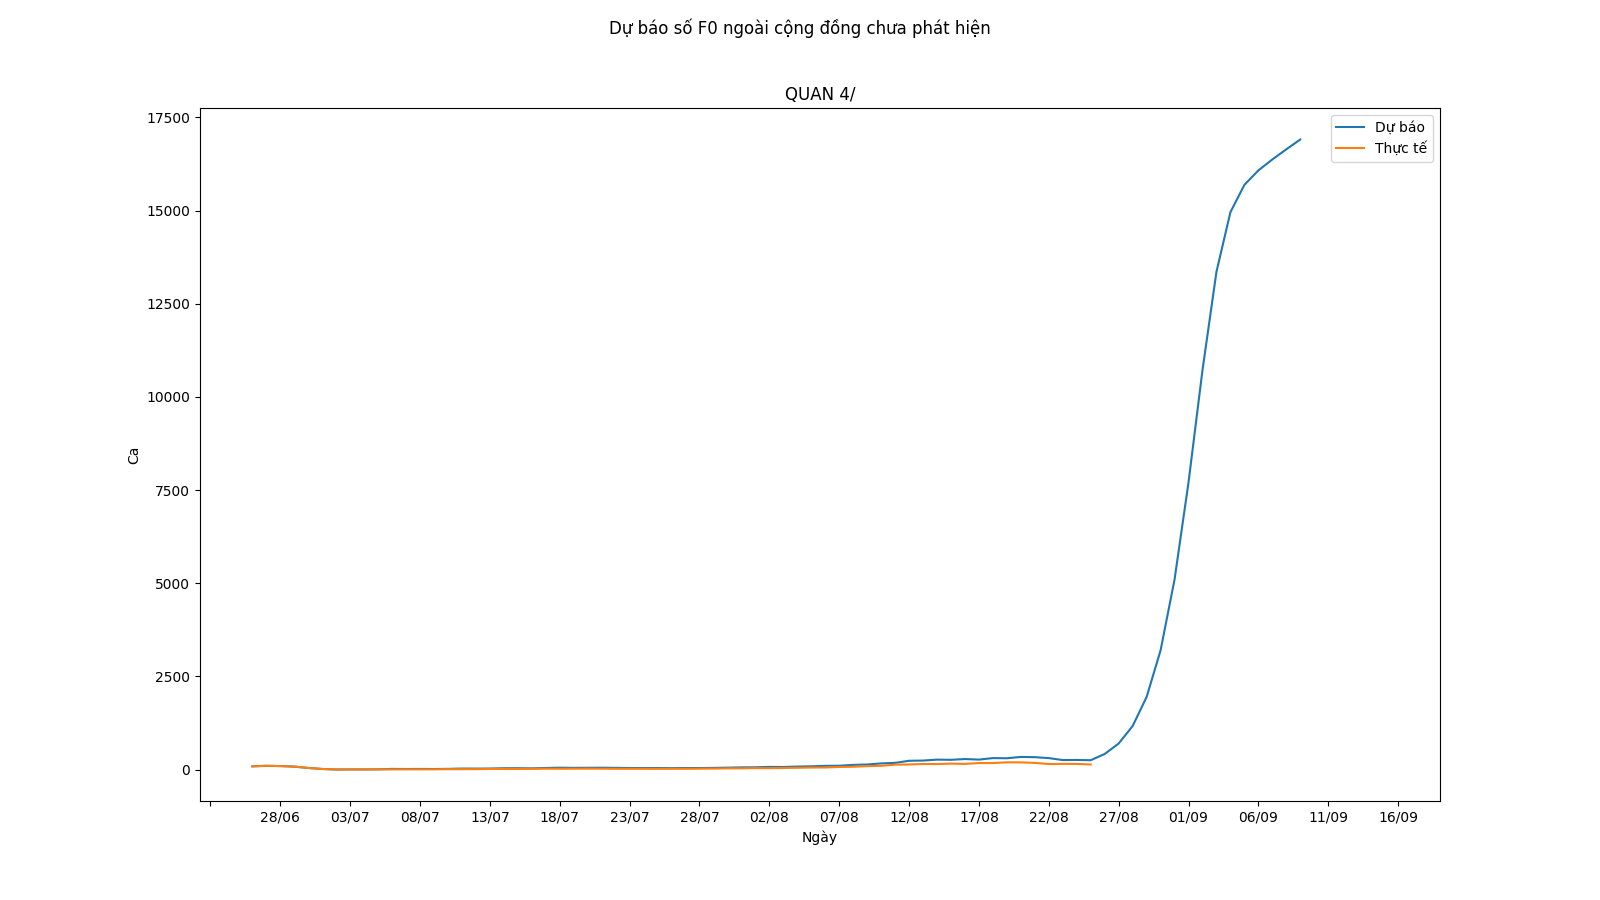 Dự báo số F0 ngoài cộng đồng chưa phát hiện
QUAN 4/
17500
15000
12500
10000
7500
5000
2500
0
Ca
Dự báo
Thực tế
28/06 03/07 08/07 13/07 18/07 23/07 28/07 02/08 07/08 12/08 17/08 22/08 27/08 01/09 06/09 11/09 16/09
Ngày